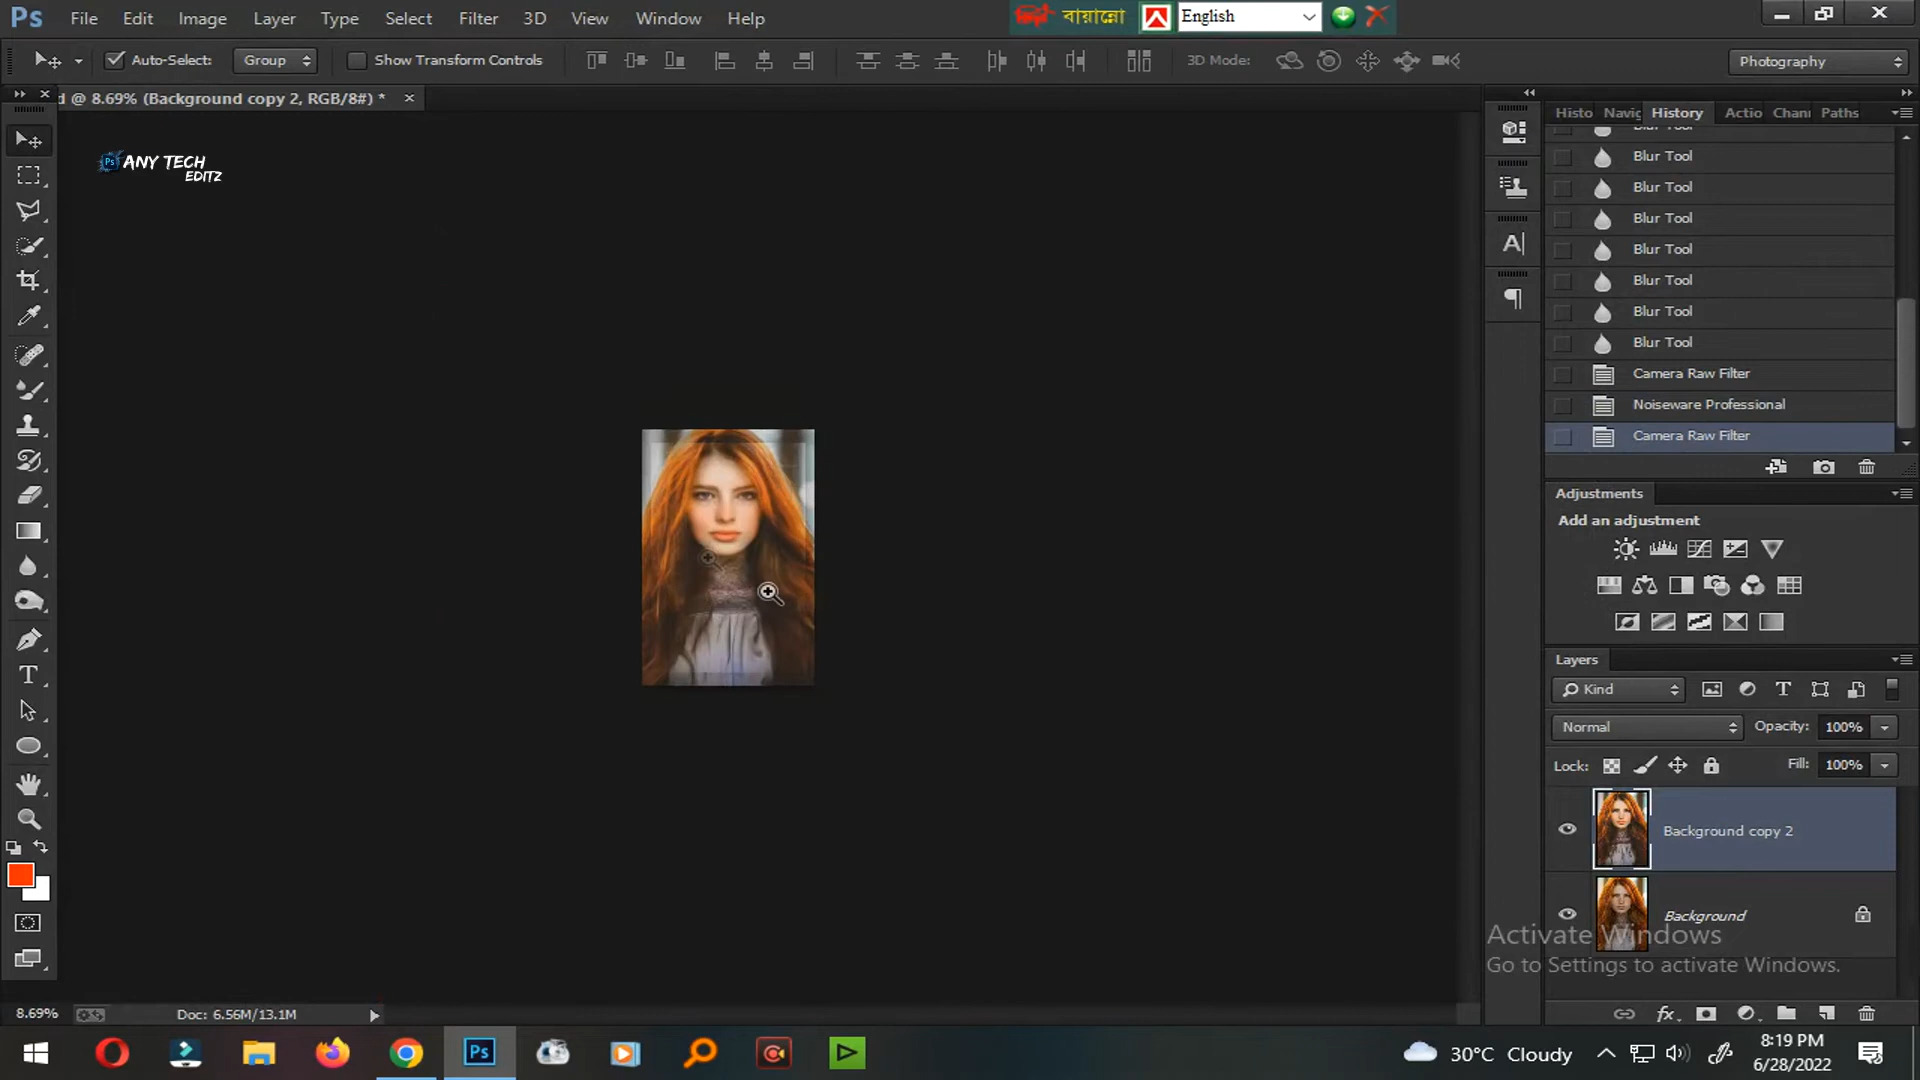 Ps File Edit Image Layer Type Select Filter 3D View Window Help
বায়ান্নো English
Auto-Select: Group Show Transform Controls 3D Mode: Photography
d @ 8.69% (Background copy 2, RGB/8#) * ×
Ps ANY TECH
EDITZ
Histo Navig History Actio Chanı Paths
Blur Tool
Blur Tool
Blur Tool
Blur Tool
Blur Tool
Blur Tool
Blur Tool
Blur Tool
Camera Raw Filter
Noiseware Professional
Camera Raw Filter
Adjustments
Add an adjustment
Layers
Kind
Normal Opacity: 100%
Lock: Fill: 100%
Background copy 2
Background
Activate Windows
Go to Settings to activate Windows.
8.69% Doc: 6.56M/13.1M
Ps 30°C Cloudy 8:19 PM
6/28/2022